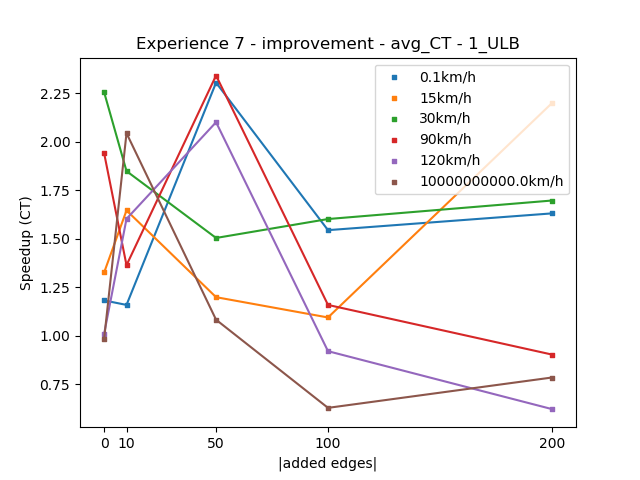 Experience 7 - improvement - avg_CT - 1_ULB
Speedup (CT)
2.25
2.00
1.75
1.50
1.25
1.00
0.75
0.1km/h
15km/h
30km/h
90km/h
120km/h
10000000000.0km/h
0 10 50 100 200
|added edges|